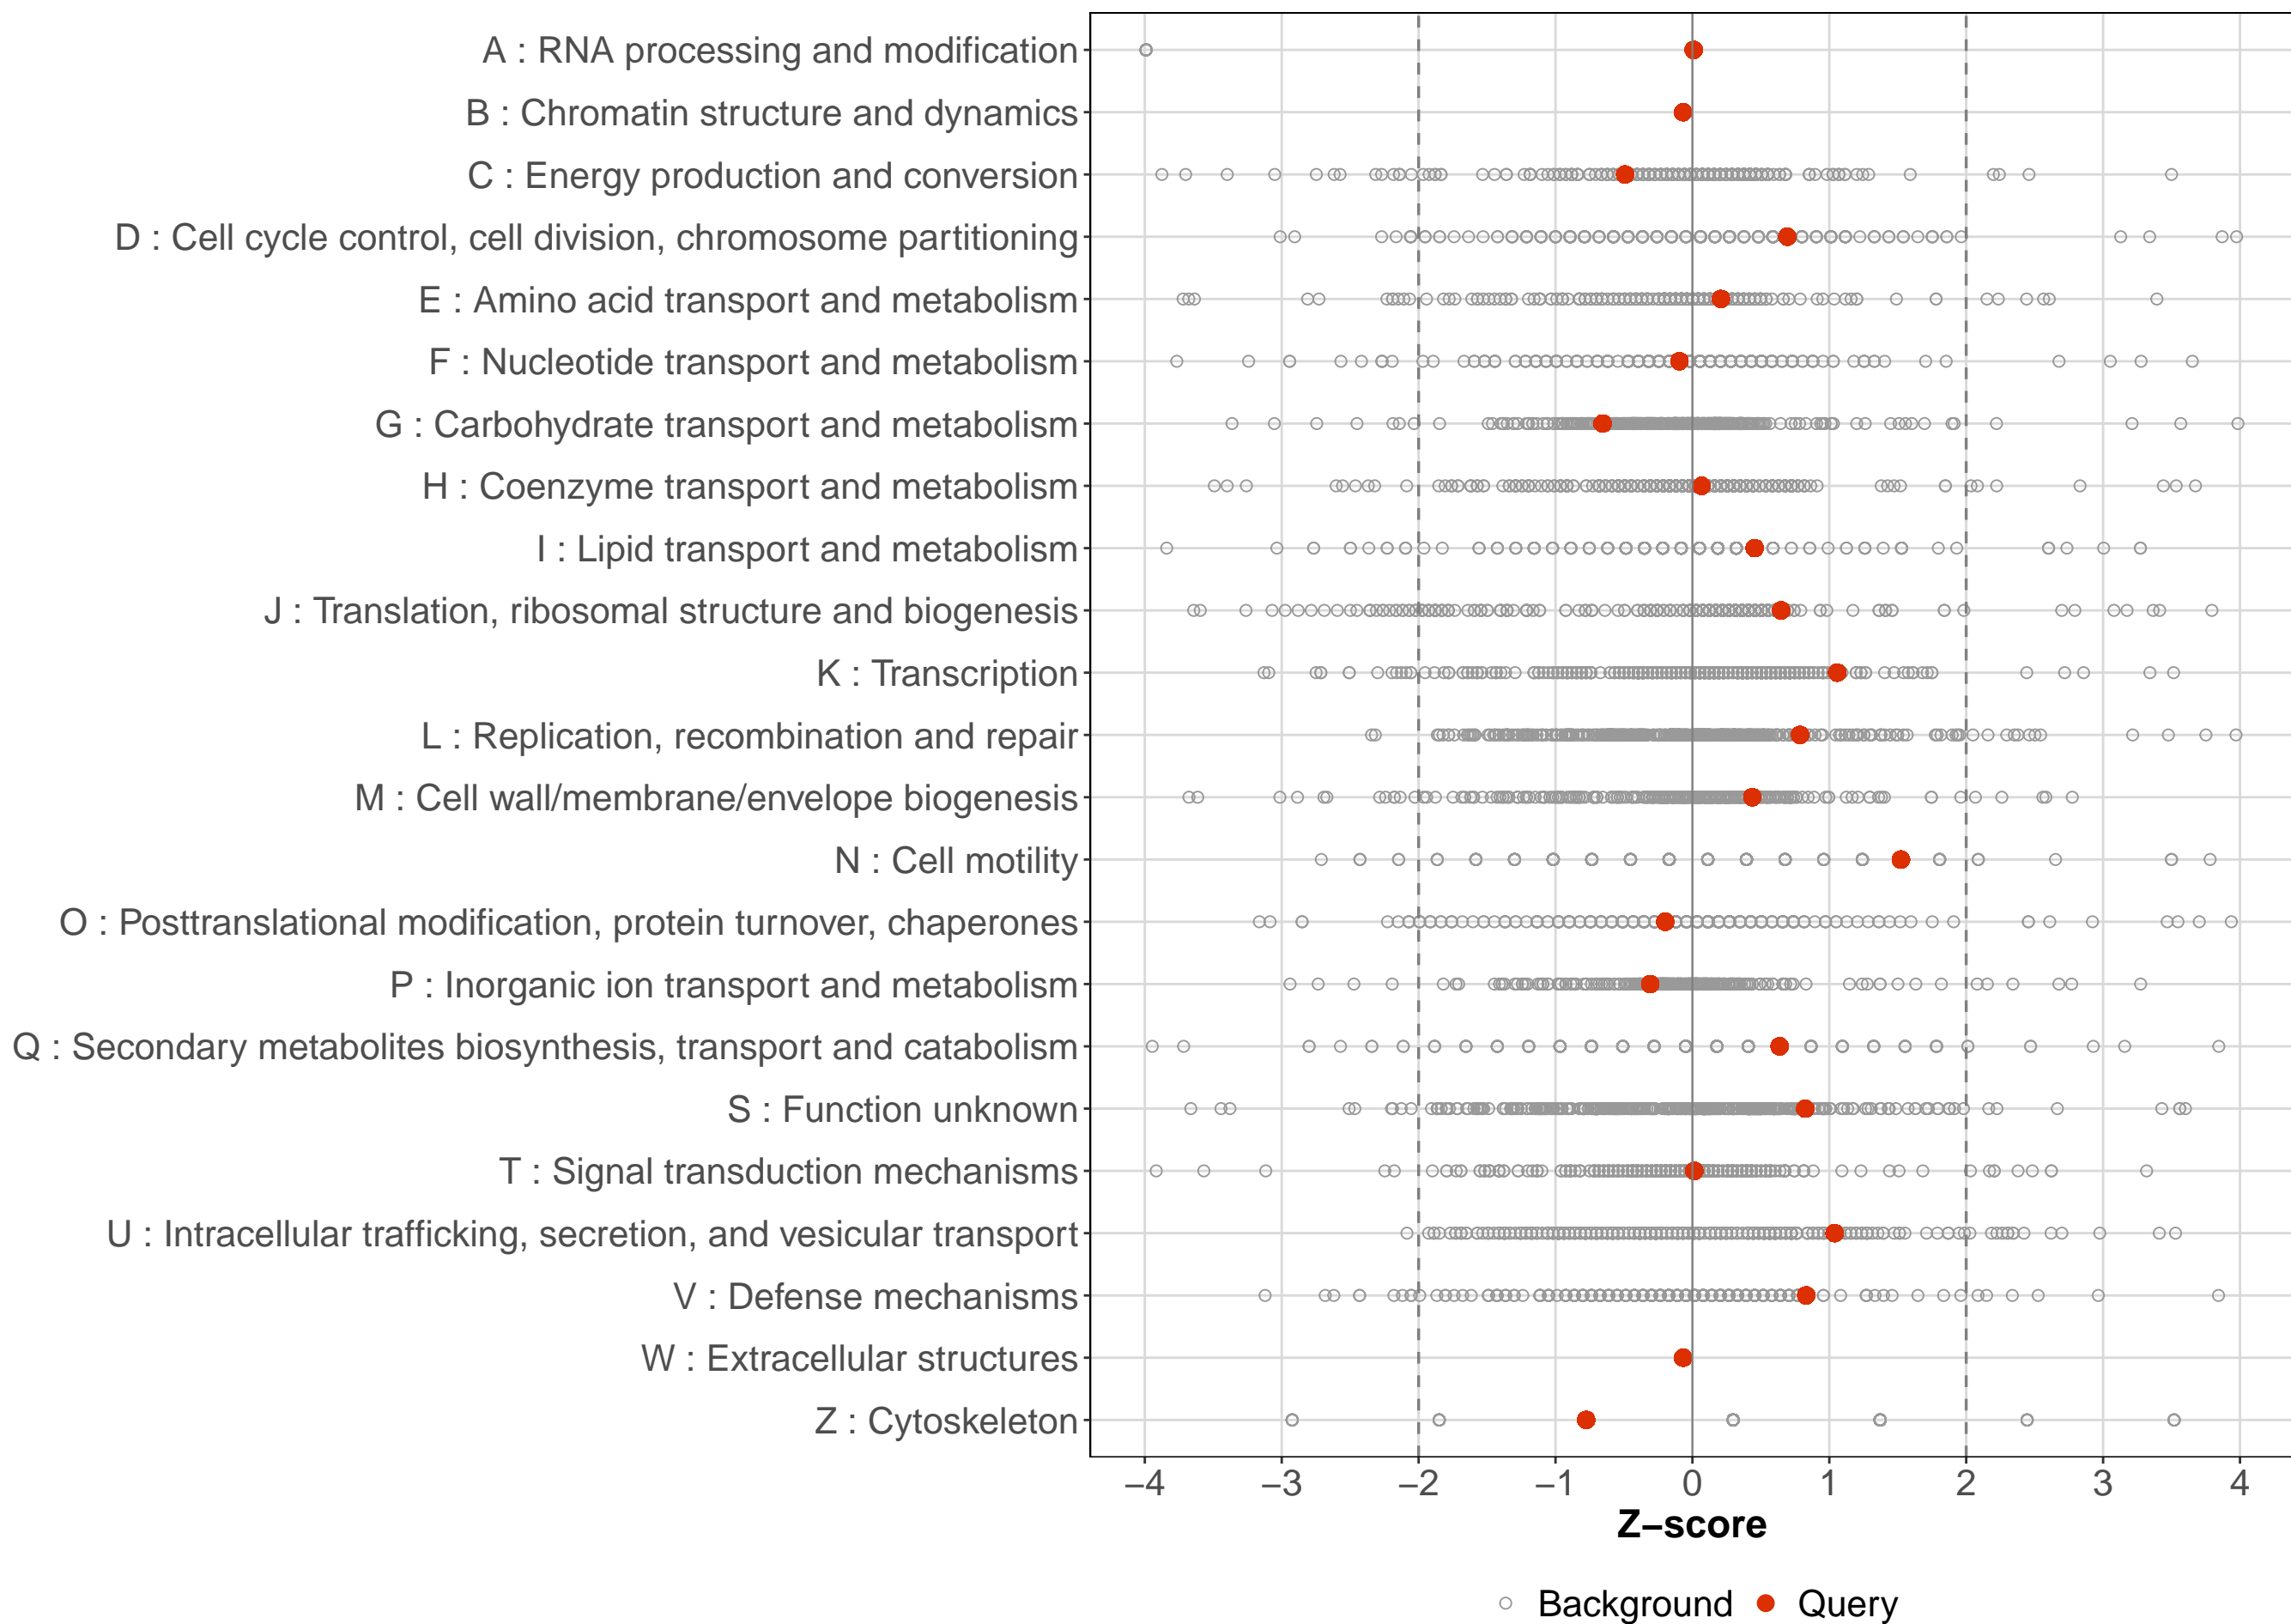 A : RNA processing and modification
B : Chromatin structure and dynamics
C : Energy production and conversion
D : Cell cycle control, cell division, chromosome partitioning
E : Amino acid transport and metabolism
F : Nucleotide transport and metabolism
G : Carbohydrate transport and metabolism
H : Coenzyme transport and metabolism
I : Lipid transport and metabolism
J : Translation, ribosomal structure and biogenesis
K : Transcription
L : Replication, recombination and repair
M : Cell wall/membrane/envelope biogenesis
N : Cell motility
O : Posttranslational modification, protein turnover, chaperones
P : Inorganic ion transport and metabolism
Q : Secondary metabolites biosynthesis, transport and catabolism
S : Function unknown
T : Signal transduction mechanisms
U : Intracellular trafficking, secretion, and vesicular transport
V : Defense mechanisms
W : Extracellular structures
Z : Cytoskeleton
−4 −3 −2 −1 0 1 2 3 4
Z−score
Background Query